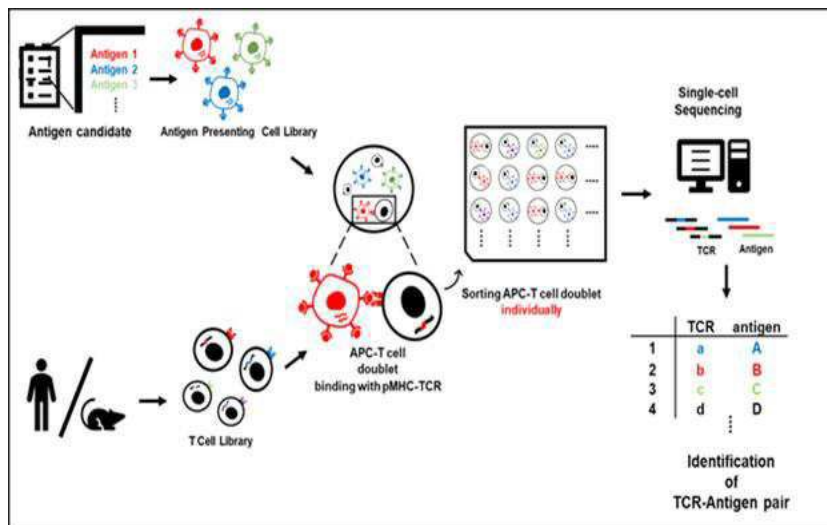 Antigen 1
Antigen 2
Antigen 3
Antigen candidate
Antigen Presenting Cell Library
Single-cell
Sequencing
TCR
Antigen
Sorting APC-T cell doublet
individually
APC-T cell
doublet
binding with pMHC-TCR
T Cell Library
TCR antigen
1 a A
2 b B
3 c C
4 d D
Identification
of
TCR-Antigen pair